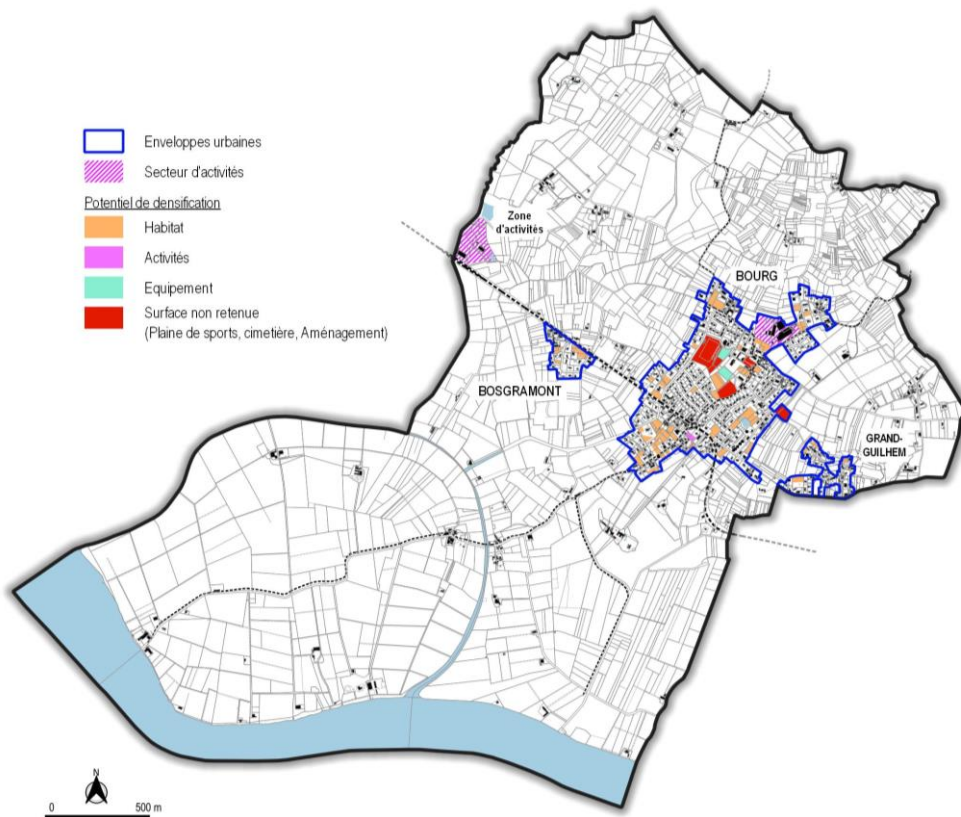 Enveloppes urbaines
Secteur d'activités
Potentiel de densification
Habitat
Activités
Equipement
Surface non retenue
(Plaine de sports, cimetière, Aménagement)
Zone
d'activités
BOURG
BOSGRAMONT
GRAND-
GUILHEM
N
0 500 m